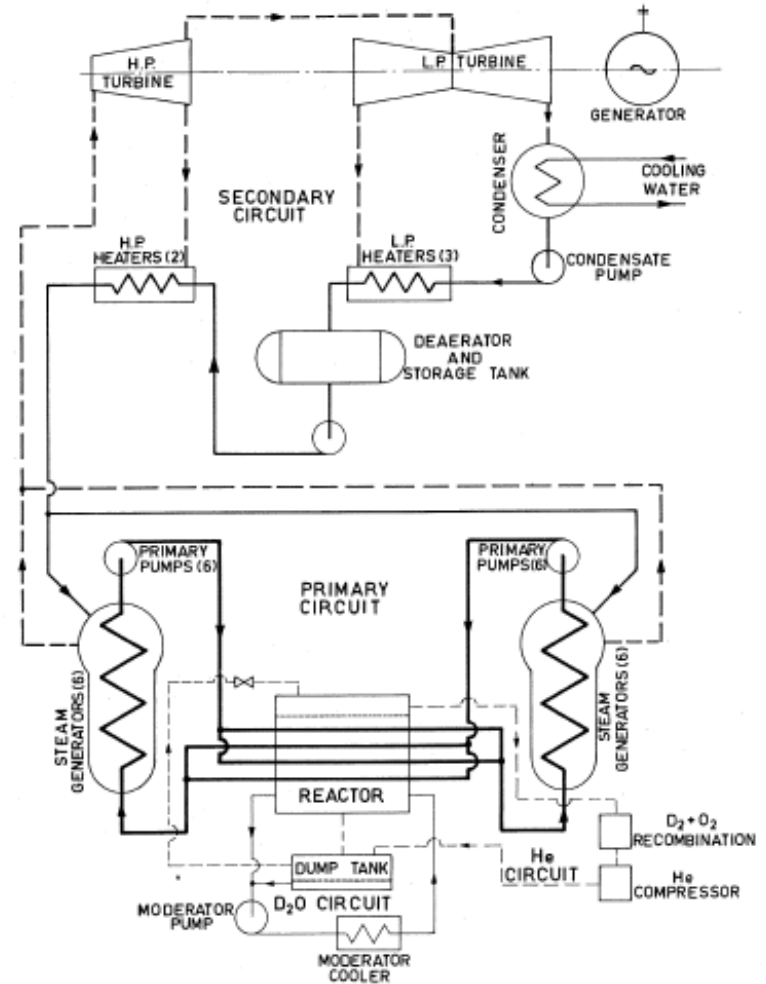 H.P.
TURBINE
L.P. TURBINE
+
GENERATOR
CONDENSER
COOLING
WATER
SECONDARY
CIRCUIT
H.P.
HEATERS (2)
L.P.
HEATERS (3)
CONDENSATE
PUMP
DEAERATOR
AND
STORAGE TANK
PRIMARY
PUMPS (6)
PRIMARY
PUMPS (6)
PRIMARY
CIRCUIT
STEAM
GENERATORS (6)
STEAM
GENERATORS (6)
REACTOR
D₂+O₂
RECOMBINATION
He
CIRCUIT
He
COMPRESSOR
DUMP TANK
D₂O CIRCUIT
MODERATOR
PUMP
MODERATOR
COOLER